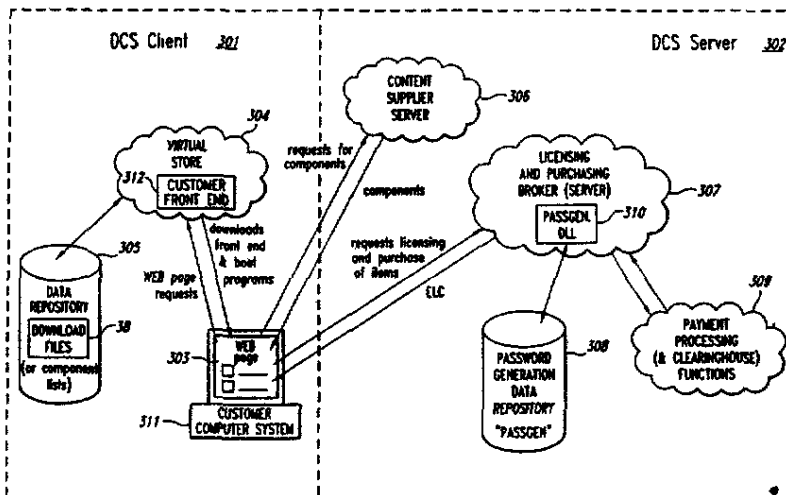 DCS Client 301
DCS Server 302
304
VIRTUAL
STORE
312
CUSTOMER
FRONT END
305
DATA
REPOSITORY
DOWNLOAD
FILES
38
(or component
lists)
WEB page
requests
downloads
front end
& boot
programs
303
WEB
page
311
CUSTOMER
COMPUTER SYSTEM
CONTENT
SUPPLIER
SERVER
306
requests for
components
components
requests licensing
and purchase
of items
ELC
LICENSING
AND PURCHASING
BROKER (SERVER)
307
PASSGEN.
DLL
310
PASSWORD
GENERATION
DATA
REPOSITORY
"PASSGEN"
308
309
PAYMENT
PROCESSING
(& CLEARINGHOUSE)
FUNCTIONS